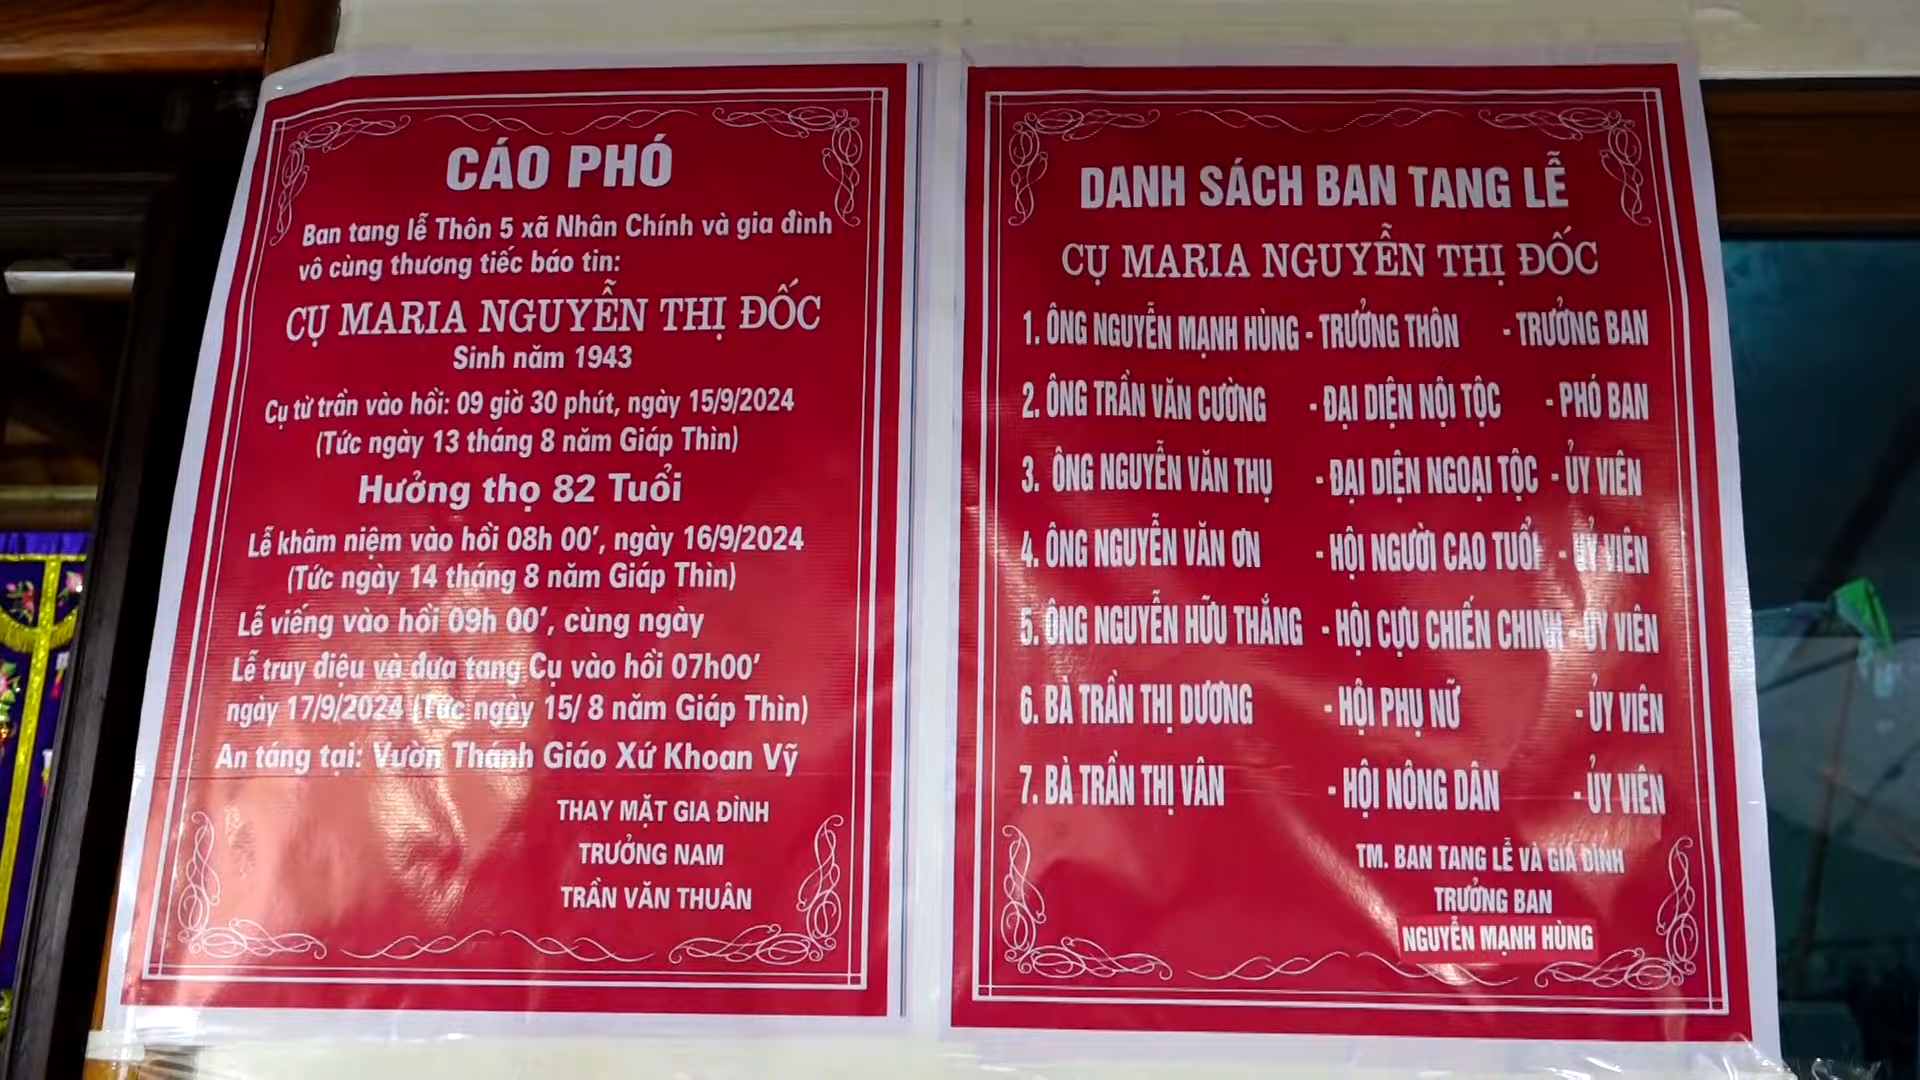 CÁO PHÓ
Ban tang lễ Thôn 5 xã Nhân Chính và gia đình
vô cùng thương tiếc báo tin:
CỤ MARIA NGUYỄN THỊ ĐỐC
Sinh năm 1943
Cụ từ trần vào hồi: 09 giờ 30 phút, ngày 15/9/2024
(Tức ngày 13 tháng 8 năm Giáp Thìn)
Hưởng thọ 82 Tuổi
Lễ khâm niệm vào hồi 08h 00’, ngày 16/9/2024
(Tức ngày 14 tháng 8 năm Giáp Thìn)
Lễ viếng vào hồi 09h 00’, cùng ngày
Lễ truy điệu và đưa tang Cụ vào hồi 07h00’
ngày 17/9/2024 (Tức ngày 15/ 8 năm Giáp Thìn)
An táng tại: Vườn Thánh Giáo Xứ Khoan Vỹ
THAY MẶT GIA ĐÌNH
TRƯỞNG NAM
TRẦN VĂN THUÂN
DANH SÁCH BAN TANG LỄ
CỤ MARIA NGUYỄN THỊ ĐỐC
1. ÔNG NGUYỄN MẠNH HÙNG - TRƯỞNG THÔN - TRƯỞNG BAN
2. ÔNG TRẦN VĂN CƯỜNG - ĐẠI DIỆN NỘI TỘC - PHÓ BAN
3. ÔNG NGUYỄN VĂN THỤ - ĐẠI DIỆN NGOẠI TỘC - ỦY VIÊN
4. ÔNG NGUYỄN VĂN ƠN - HỘI NGƯỜI CAO TUỔI - ỦY VIÊN
5. ÔNG NGUYỄN HỮU THẮNG - HỘI CỰU CHIẾN CHINH - ỦY VIÊN
6. BÀ TRẦN THỊ DƯƠNG - HỘI PHỤ NỮ - ỦY VIÊN
7. BÀ TRẦN THỊ VÂN - HỘI NÔNG DÂN - ỦY VIÊN
TM. BAN TANG LỄ VÀ GIA ĐÌNH
TRƯỞNG BAN
NGUYỄN MẠNH HÙNG